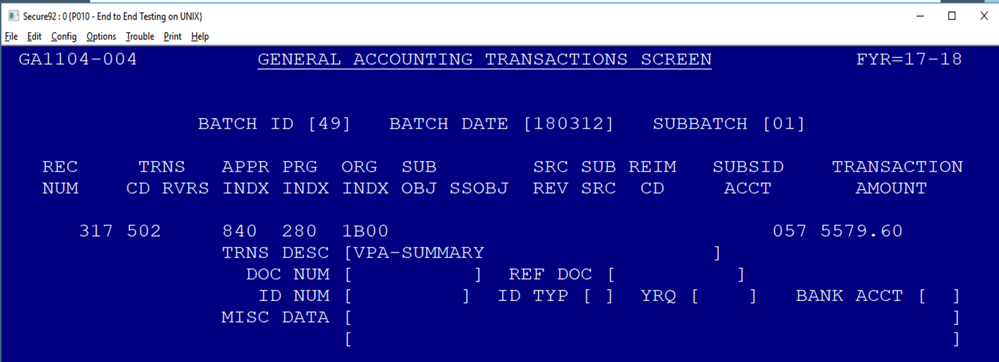 Secure92 : 0 {P010 - End to End Testing on UNIX}
File Edit Config Options Trouble Print Help
GA1104-004 GENERAL ACCOUNTING TRANSACTIONS SCREEN FYR=17-18
BATCH ID [49] BATCH DATE [180312] SUBBATCH [01]
REC TRNS APPR PRG ORG SUB SRC SUB REIM SUBSID TRANSACTION
NUM CD RVRS INDX INDX INDX OBJ SSOBJ REV SRC CD ACCT AMOUNT
317 502 840 280 1B00 057 5579.60
TRNS DESC [VPA-SUMMARY ]
DOC NUM [ ] REF DOC [ ]
ID NUM [ ] ID TYP [ ] YRQ [ ] BANK ACCT [ ]
MISC DATA [ ]
[ ]